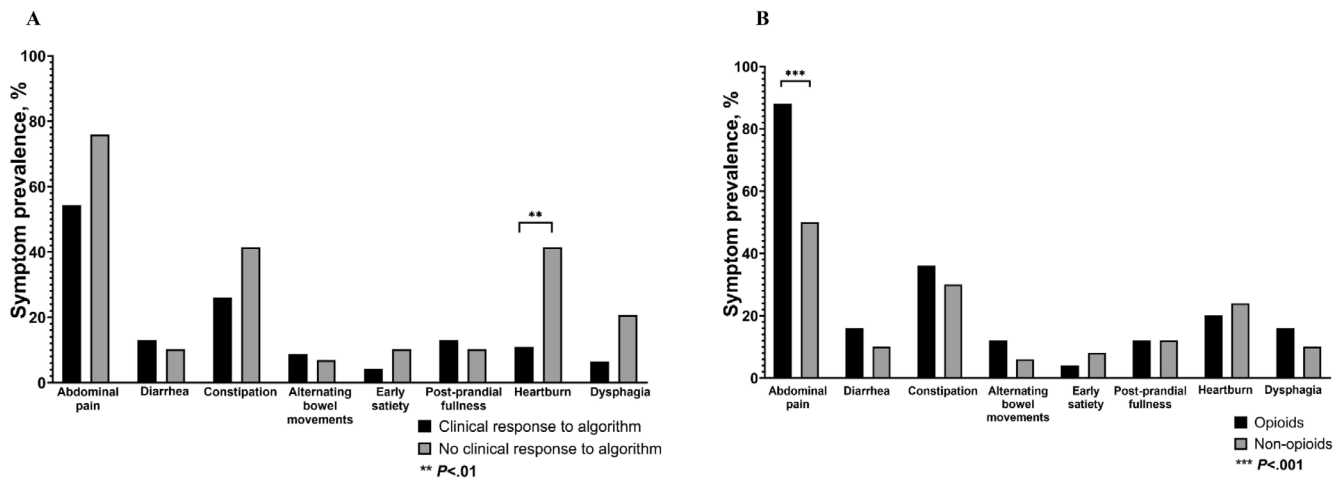 A
Symptom prevalence, %
100
80
60
40
20
0
Abdominal
pain
Diarrhea
Constipation
Alternating
bowel
movements
Early
satiety
Post-prandial
fullness
Heartburn
Dysphagia
**
Clinical response to algorithm
No clinical response to algorithm
** P<.01
B
Symptom prevalence, %
100
80
60
40
20
0
***
Abdominal
pain
Diarrhea
Constipation
Alternating
bowel
movements
Early
satiety
Post-prandial
fullness
Heartburn
Dysphagia
Opioids
Non-opioids
*** P<.001